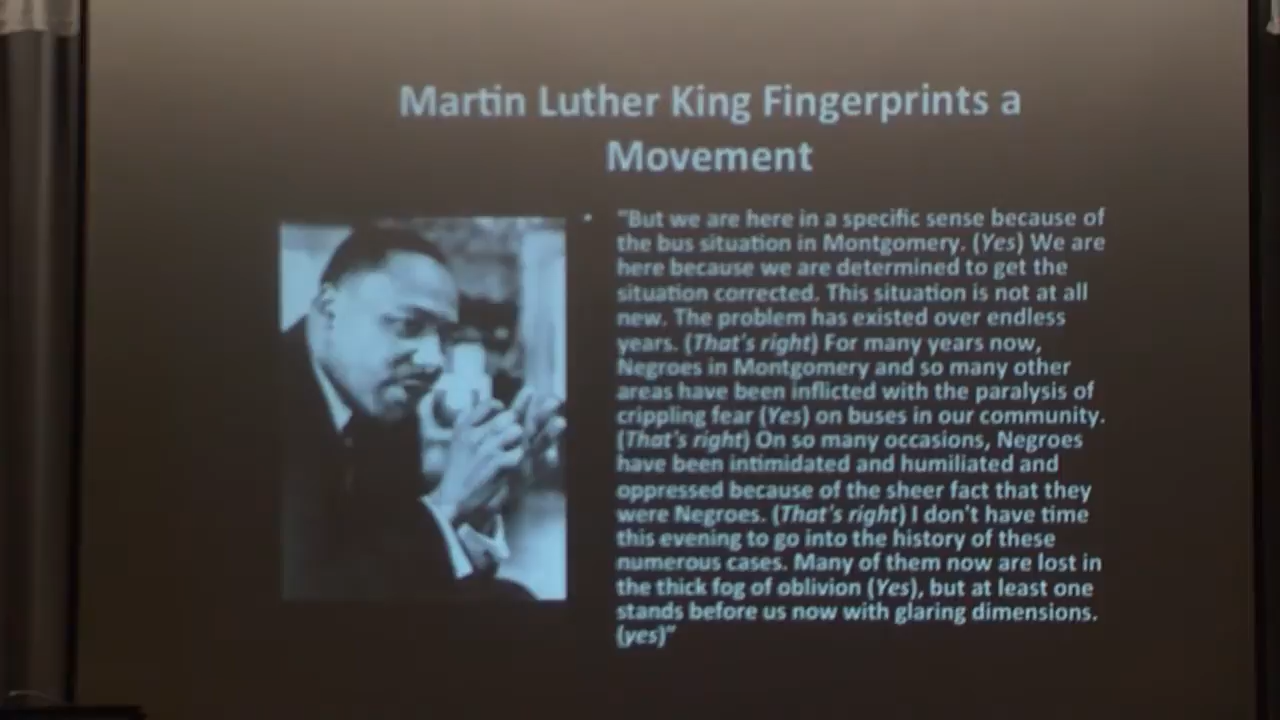 Martin Luther King Fingerprints a
Movement
• "But we are here in a specific sense because of
the bus situation in Montgomery. (Yes) We are
here because we are determined to get the
situation corrected. This situation is not at all
new. The problem has existed over endless
years. (That's right) For many years now,
Negroes in Montgomery and so many other
areas have been inflicted with the paralysis of
crippling fear (Yes) on buses in our community.
(That's right) On so many occasions, Negroes
have been intimidated and humiliated and
oppressed because of the sheer fact that they
were Negroes. (That's right) I don't have time
this evening to go into the history of these
numerous cases. Many of them now are lost in
the thick fog of oblivion (Yes), but at least one
stands before us now with glaring dimensions.
(yes)"